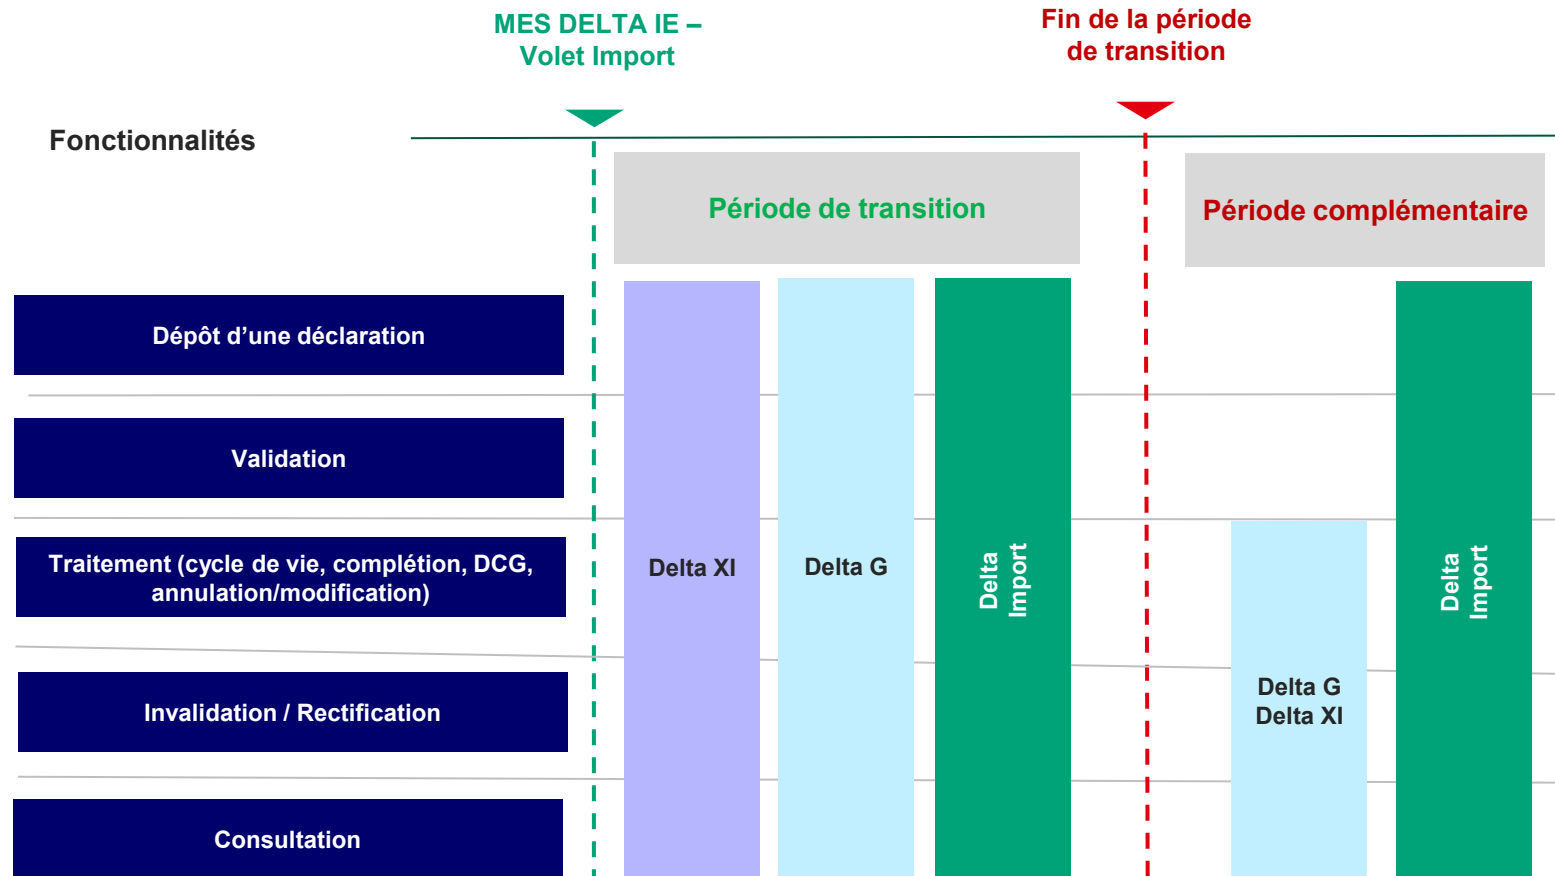 MES DELTA IE –
Volet Import
Fin de la période
de transition
Fonctionnalités
Période de transition
Période complémentaire
Dépôt d’une déclaration
Validation
Traitement (cycle de vie, complétion, DCG,
annulation/modification)
Delta XI
Delta G
Delta
Import
Delta
Import
Invalidation / Rectification
Delta G
Delta XI
Consultation